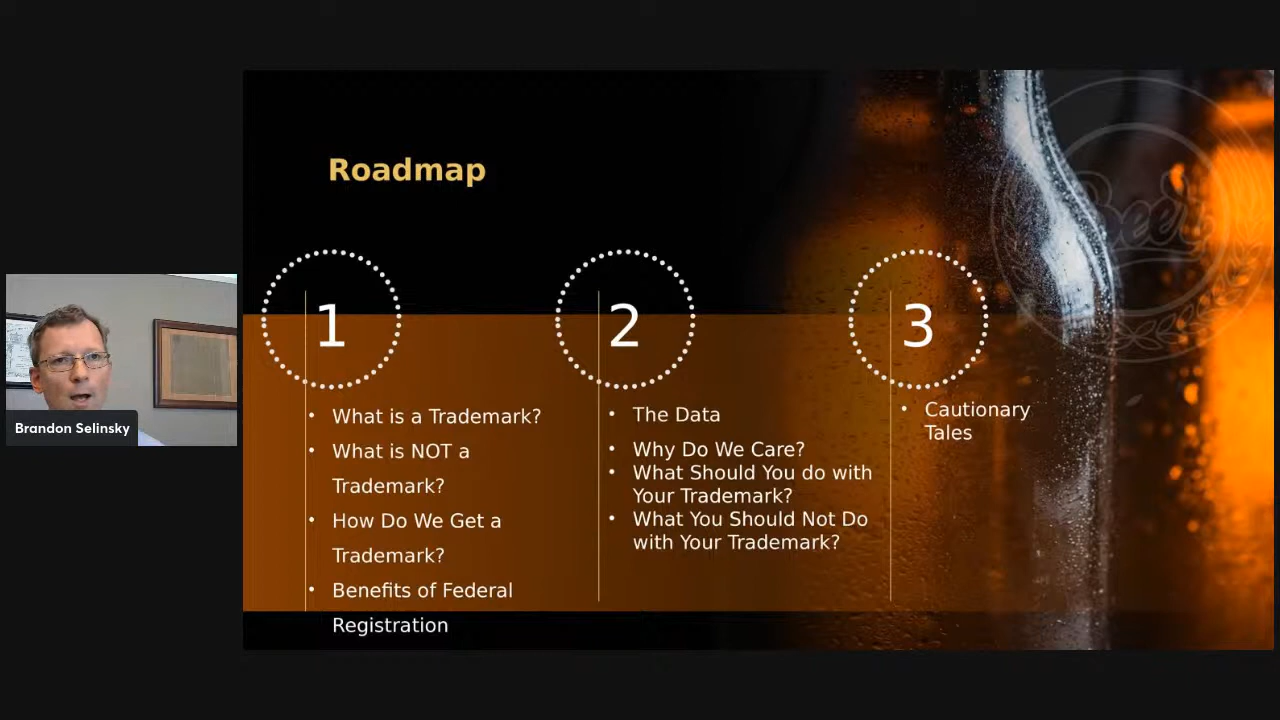 Roadmap
1
What is a Trademark?
What is NOT a
Trademark?
How Do We Get a
Trademark?
Benefits of Federal
Registration
2
The Data
Why Do We Care?
What Should You do with
Your Trademark?
What You Should Not Do
with Your Trademark?
3
Cautionary
Tales
Beer
Brandon Selinsky